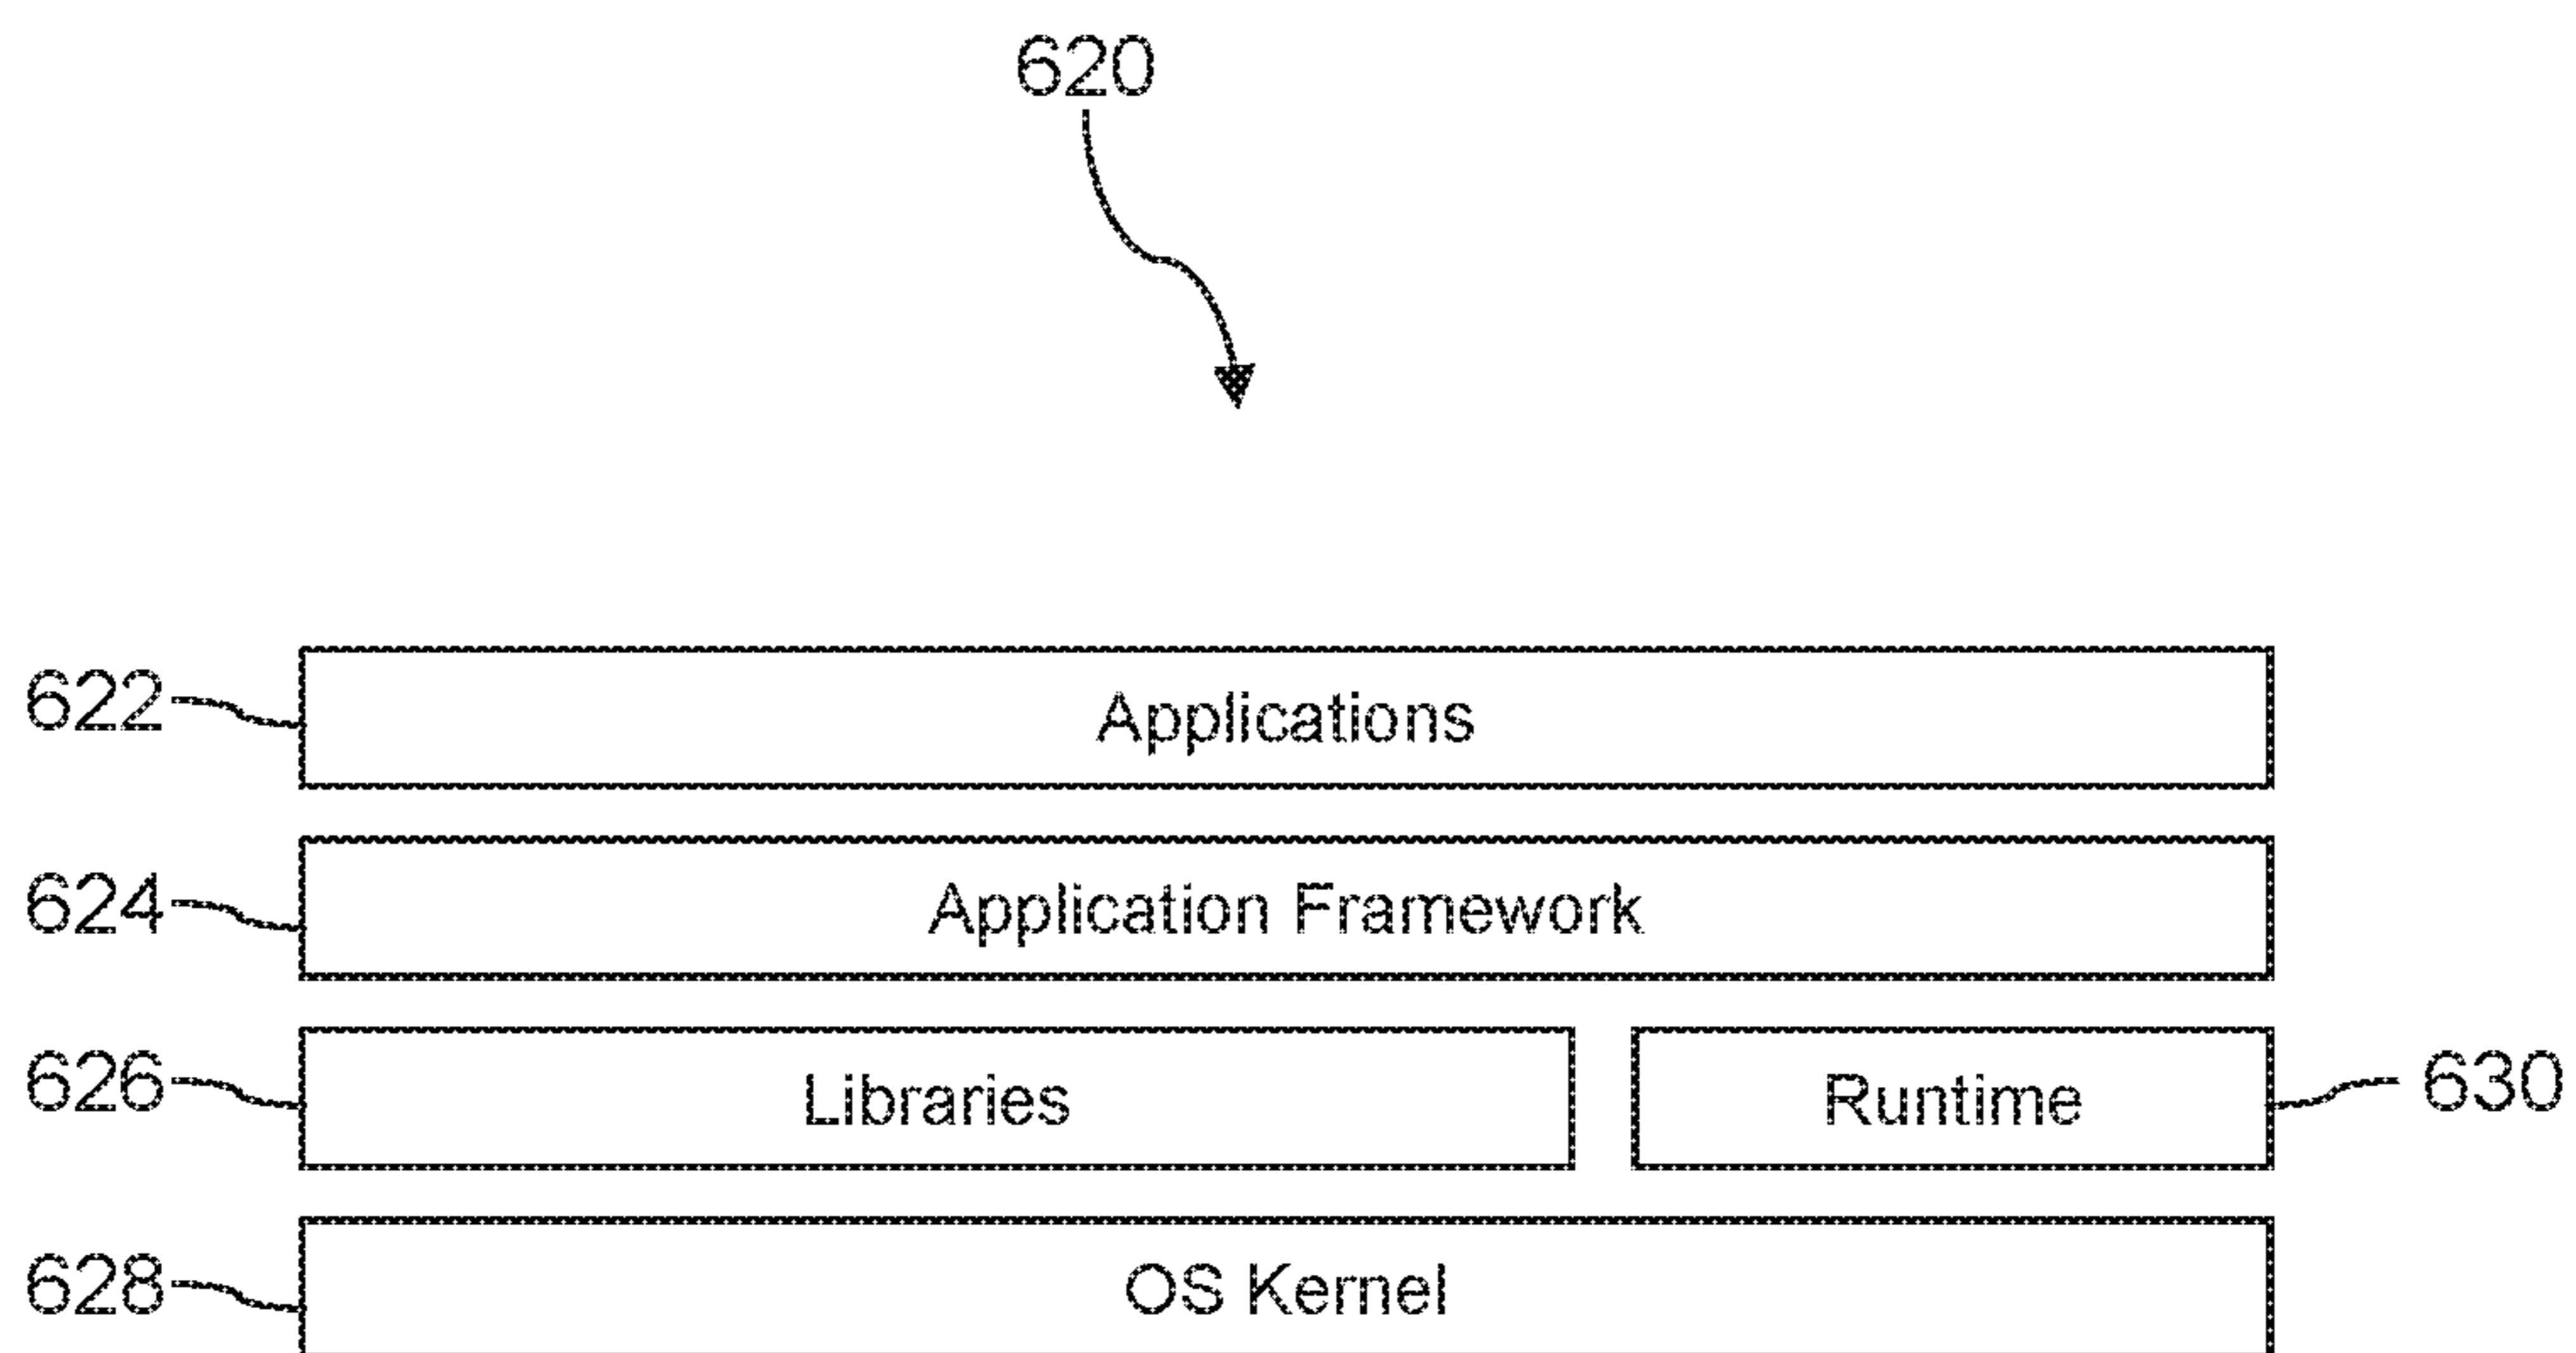 620
622 Applications
624 Application Framework
626 Libraries Runtime 630
628 OS Kernel